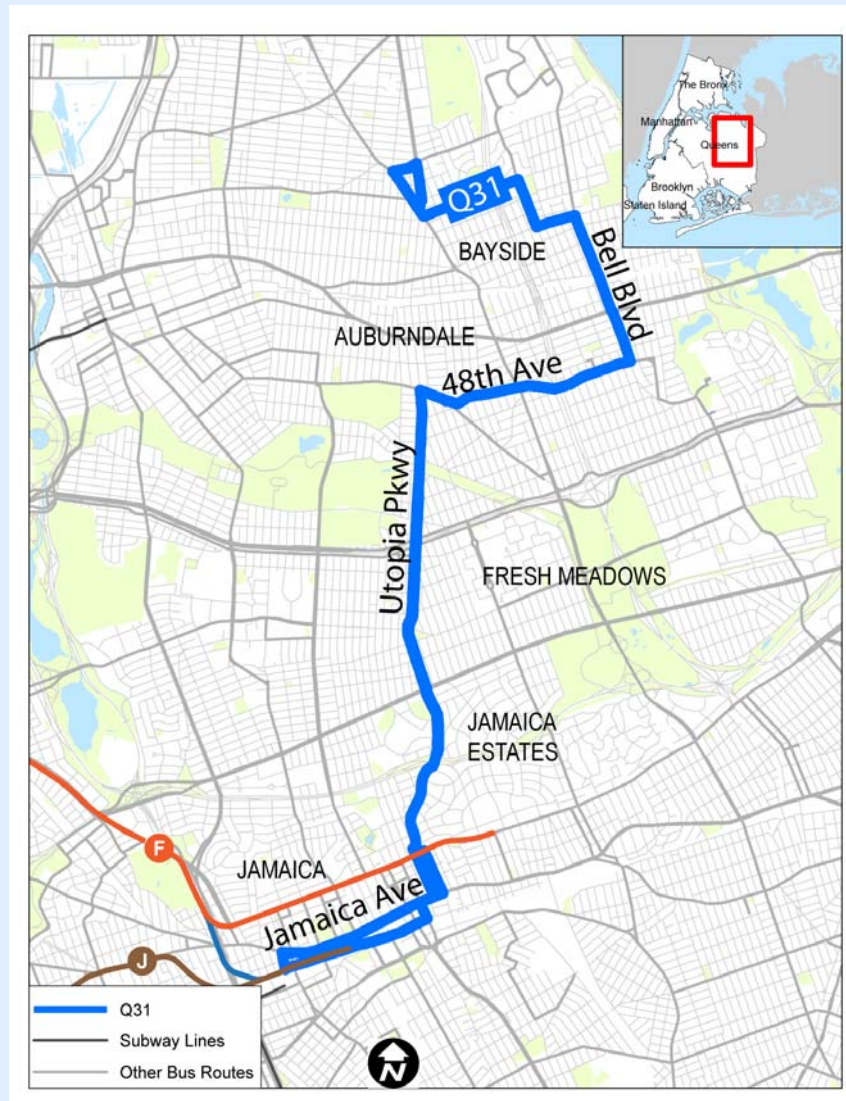 The Bronx
Manhattan
Queens
Brooklyn
Staten Island
Q31
BAYSIDE
Bell Blvd
AUBURNDALE
48th Ave
Utopia Pkwy
FRESH MEADOWS
JAMAICA
ESTATES
F
JAMAICA
Jamaica Ave
J
Q31
Subway Lines
Other Bus Routes
N